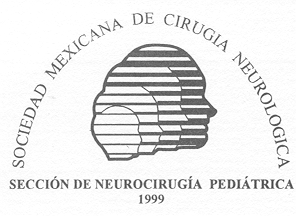 SOCIEDAD MEXICANA DE CIRUGIA NEUROLOGICA
SECCIÓN DE NEUROCIRUGÍA PEDIÁTRICA
1999